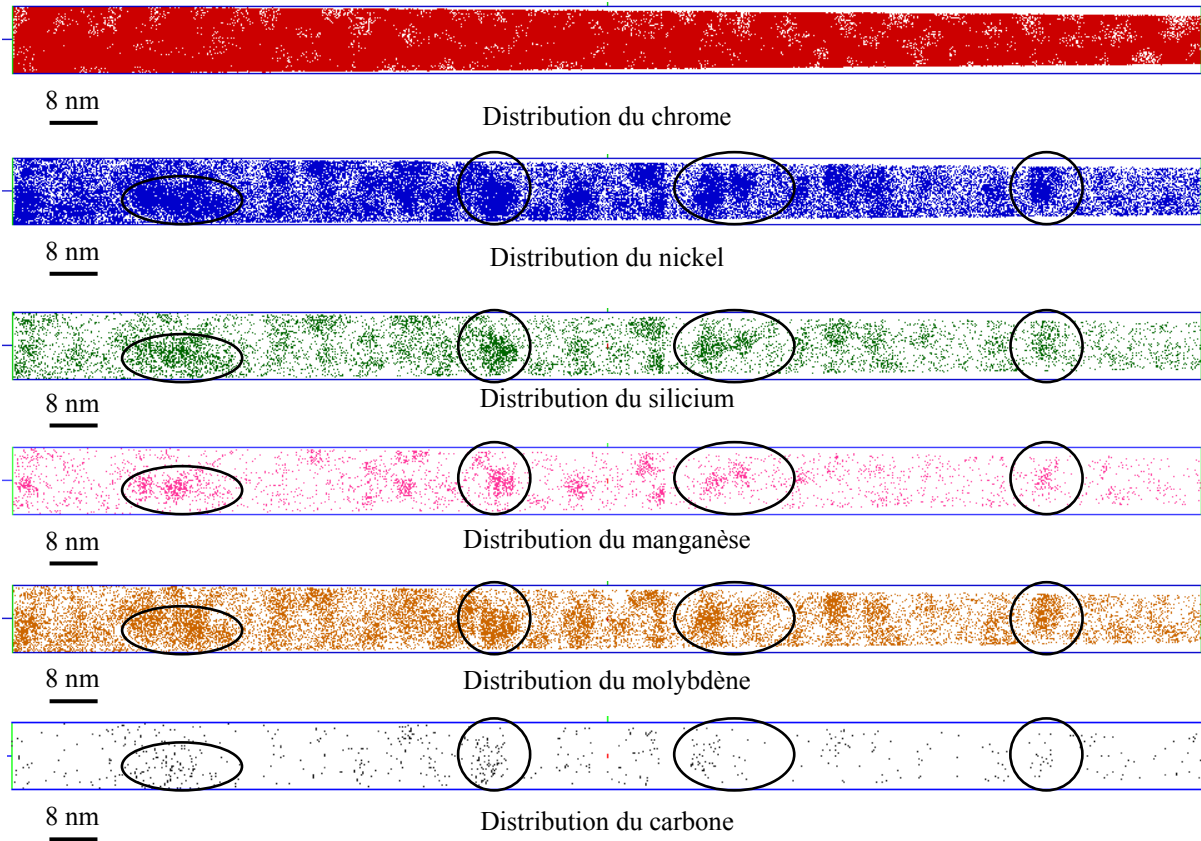 8 nm
Distribution du chrome
8 nm
Distribution du nickel
8 nm
Distribution du silicium
8 nm
Distribution du manganèse
8 nm
Distribution du molybdène
8 nm
Distribution du carbone